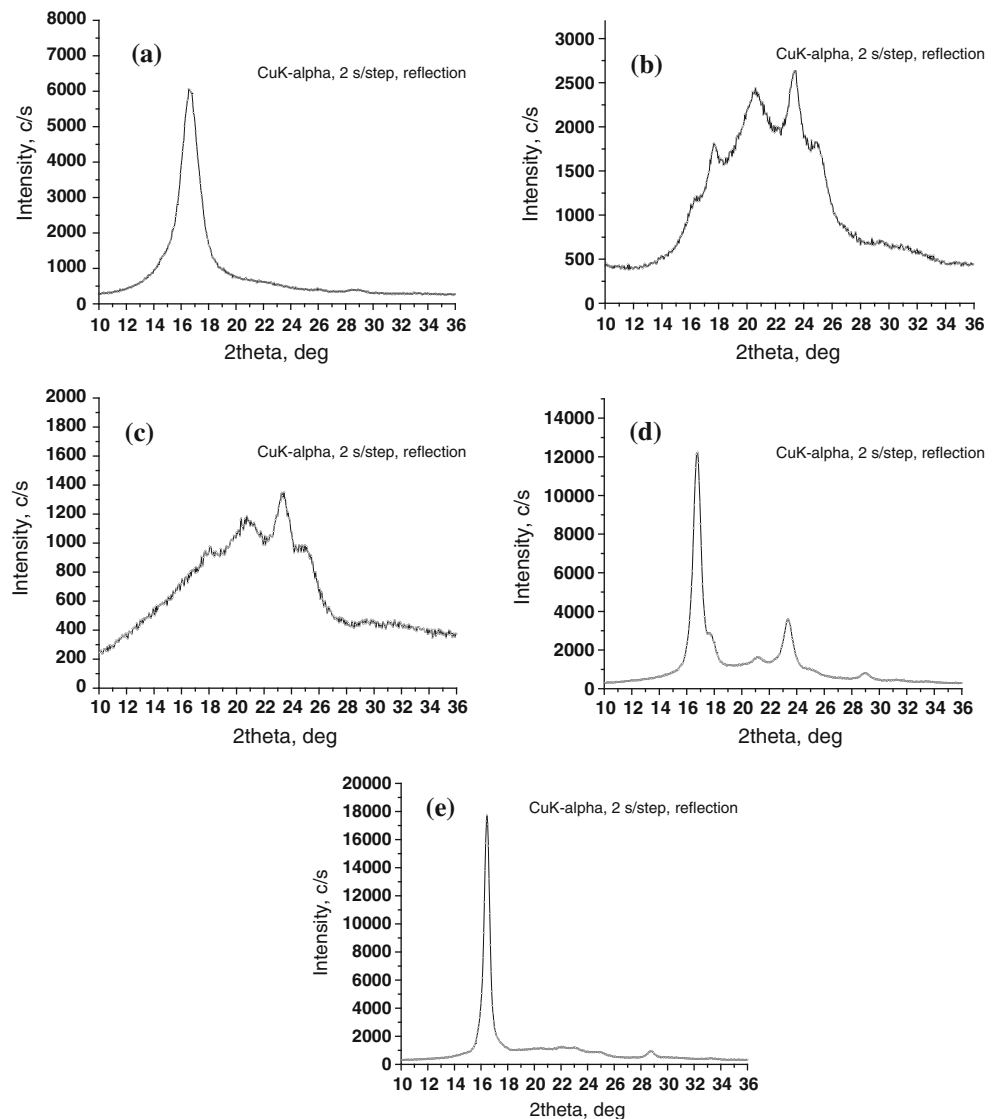 8000
7000
6000
5000
4000
3000
2000
1000
0
Intensity, c/s
(a)
CuK-alpha, 2 s/step, reflection
10 12 14 16 18 20 22 24 26 28 30 32 34 36
2theta, deg
3000
2500
2000
1500
1000
500
0
Intensity, c/s
(b)
CuK-alpha, 2 s/step, reflection
10 12 14 16 18 20 22 24 26 28 30 32 34 36
2theta, deg
2000
1800
1600
1400
1200
1000
800
600
400
200
0
Intensity, c/s
(c)
CuK-alpha, 2 s/step, reflection
10 12 14 16 18 20 22 24 26 28 30 32 34 36
2theta, deg
14000
12000
10000
8000
6000
4000
2000
0
Intensity, c/s
(d)
CuK-alpha, 2 s/step, reflection
10 12 14 16 18 20 22 24 26 28 30 32 34 36
2theta, deg
20000
18000
16000
14000
12000
10000
8000
6000
4000
2000
0
Intensity, c/s
(e)
CuK-alpha, 2 s/step, reflection
10 12 14 16 18 20 22 24 26 28 30 32 34 36
2theta, deg